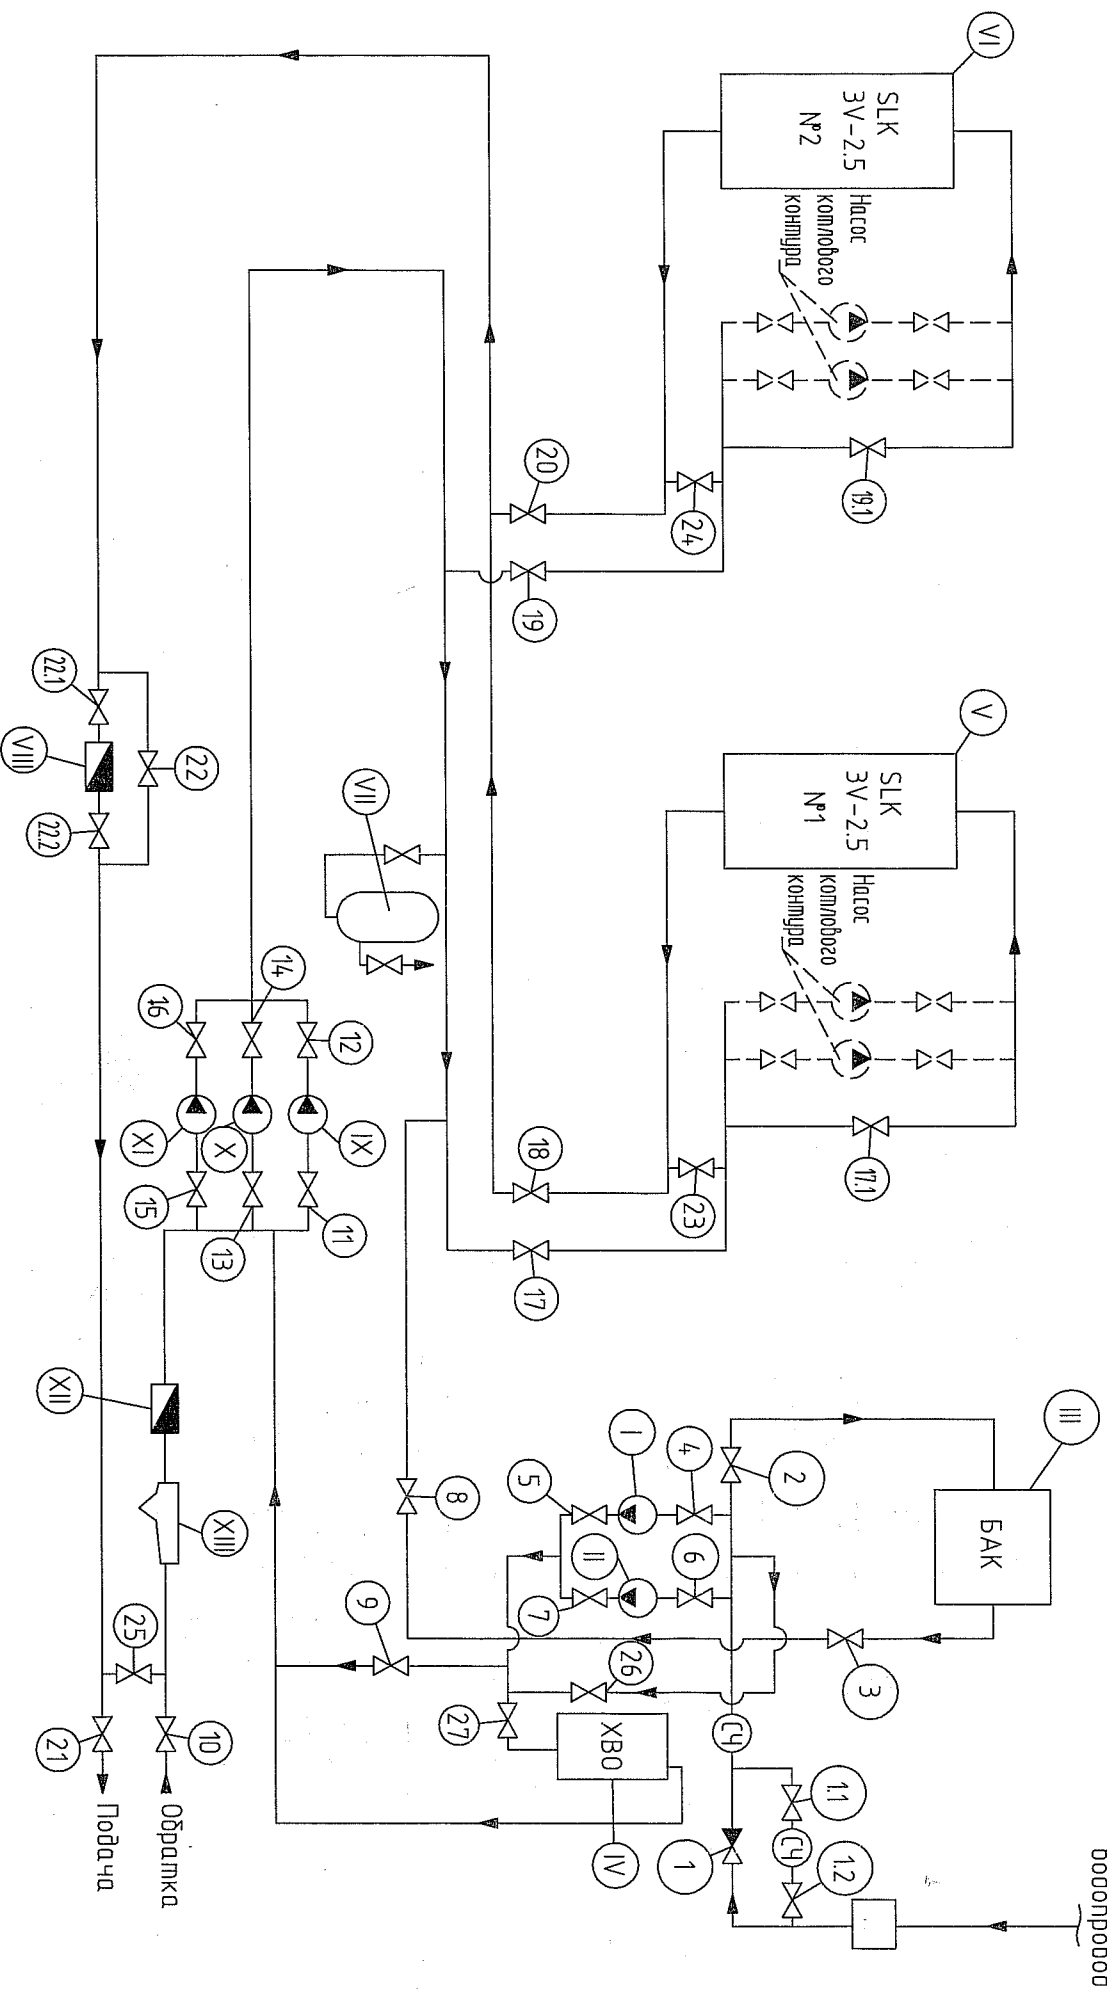 водопровод
III
VI
V
БАК
SLK
3V-2.5
№2
SLK
3V-2.5
№1
Насос
котлового
контура
Насос
котлового
контура
19.1
17.1
3
1.1
1.2
СЧ
2
СЧ
24
23
4
6
1
I
II
26
ХВО
IV
20
19
18
17
5
7
27
8
9
VII
IX
12
11
14
X
13
XI
16
15
22
XIII
10
Обратка
22.1
VIII
22.2
XII
25
21
Подача